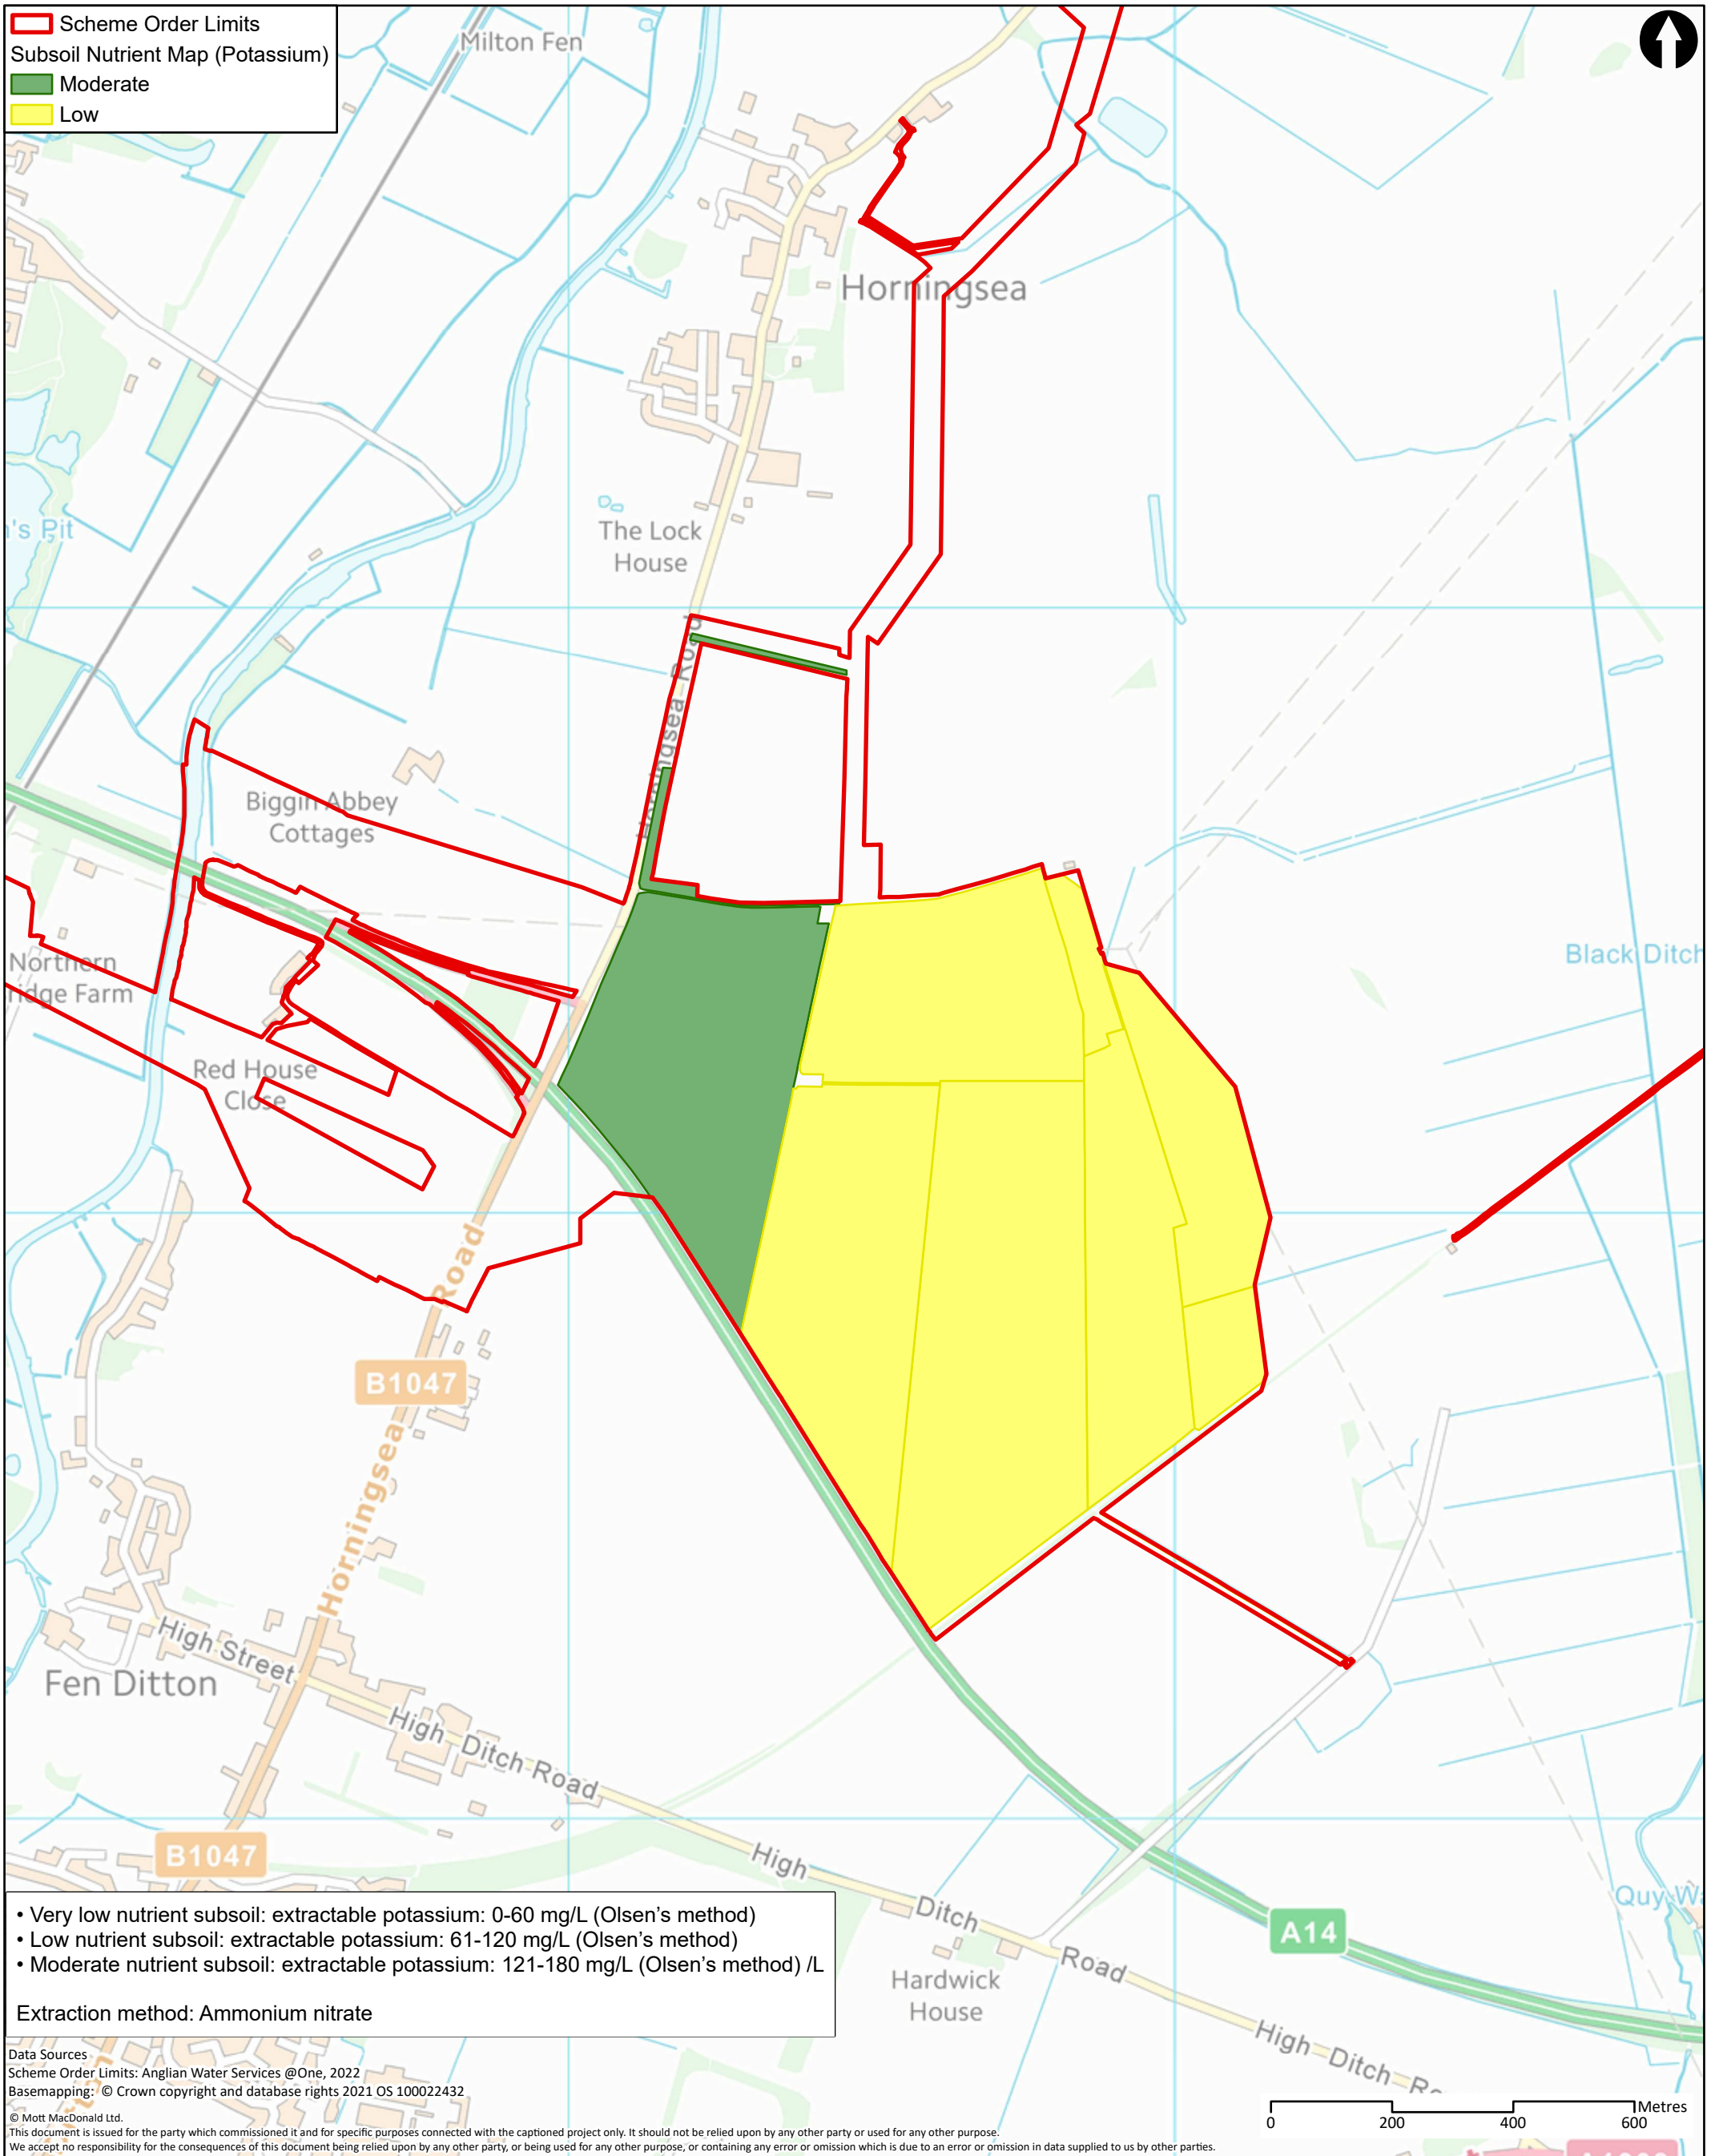 Scheme Order Limits
Subsoil Nutrient Map (Potassium)
Moderate
Low
Milton Fen
Horningsea
n's Pit
The Lock
House
Horningsea Road
Biggin Abbey
Cottages
Northern
ridge Farm
Black Ditch
Red House
Close
Horningsea Road
B1047
High Street
Fen Ditton
High Ditch Road
B1047
High Ditch Road
Quy Wa
A14
Hardwick
House
High Ditch Ro
• Very low nutrient subsoil: extractable potassium: 0-60 mg/L (Olsen’s method)
• Low nutrient subsoil: extractable potassium: 61-120 mg/L (Olsen’s method)
• Moderate nutrient subsoil: extractable potassium: 121-180 mg/L (Olsen’s method) /L
Extraction method: Ammonium nitrate
Data Sources
Scheme Order Limits: Anglian Water Services @One, 2022
Basemapping: © Crown copyright and database rights 2021 OS 100022432
© Mott MacDonald Ltd.
This document is issued for the party which commissioned it and for specific purposes connected with the captioned project only. It should not be relied upon by any other party or used for any other purpose.
We accept no responsibility for the consequences of this document being relied upon by any other party, or being used for any other purpose, or containing any error or omission which is due to an error or omission in data supplied to us by other parties.
Metres
0 200 400 600